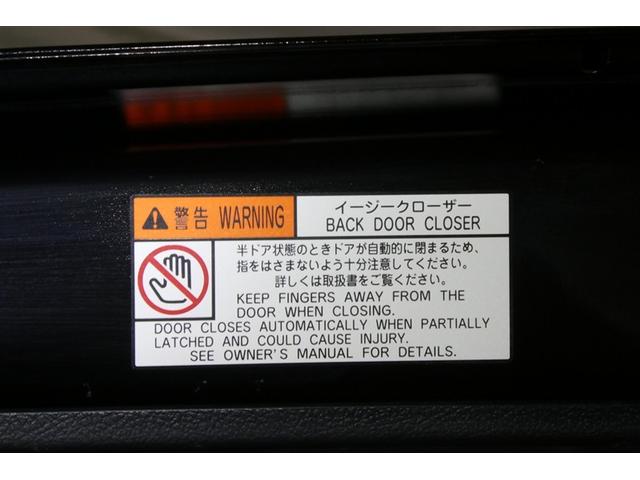 警告 WARNING
イージークローザー
BACK DOOR CLOSER
半ドア状態のときドアが自動的に閉まるため、
指をはさまないよう十分注意してください。
詳しくは取扱書をご覧ください。
KEEP FINGERS AWAY FROM THE
DOOR WHEN CLOSING.
DOOR CLOSES AUTOMATICALLY WHEN PARTIALLY
LATCHED AND COULD CAUSE INJURY.
SEE OWNER'S MANUAL FOR DETAILS.